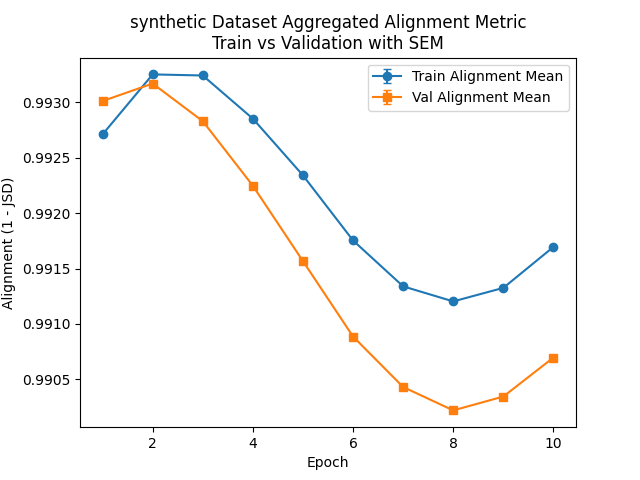 synthetic Dataset Aggregated Alignment Metric
Train vs Validation with SEM
Train Alignment Mean
Val Alignment Mean
Alignment (1 - JSD)
0.9930
0.9925
0.9920
0.9915
0.9910
0.9905
2
4
6
8
10
Epoch